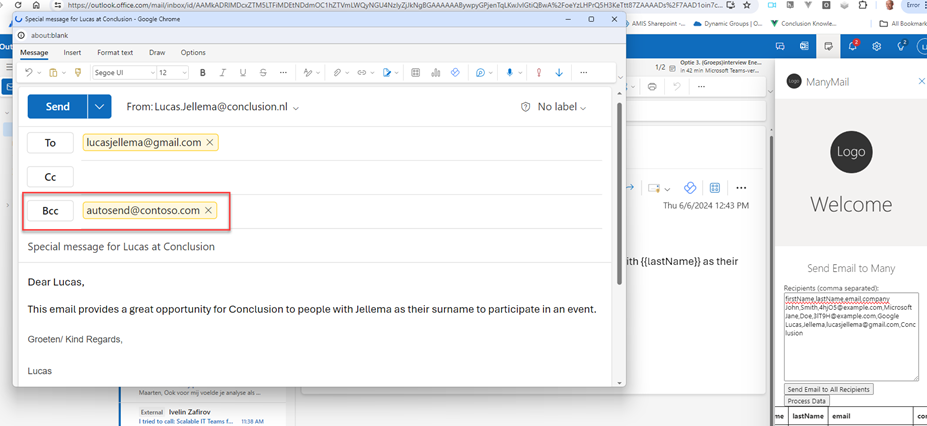 https://outlook.office.com/mail/inbox/id/AAMkADRlMDcxZTM5LTFiMDEtNDdmOC1hZTVmLWQyNGU4NzIyZjJkNgBGAAAAAABywpyGPjenTqLKwJvlGtiQBwA%2FoeYzLHPrQ5H3KeTtt87ZAAAADs%2F7AAD1oin7c...
Error
AMIS Sharepoint -...
Dynamic Groups | O...
Conclusion Knowle...
All Bookmarks
Special message for Lucas at Conclusion - Google Chrome
about:blank
Message Insert Format text Draw Options
Segoe UI 12 B I U S ...
Send
From: LucasJellema@conclusion.nl
No label
To
lucasjellema@gmail.com
Cc
Bcc
autosend@contoso.com
Special message for Lucas at Conclusion
Dear Lucas,
This email provides a great opportunity for Conclusion to people with Jellema as their surname to participate in an event.
Groeten/ Kind Regards,
Lucas
Maarten, Ook voor mij voelde je analyse als ...
External Ivelin Zafirov
I tried to call: Scalable IT Teams f... 11:38 AM
1/2
Optie 3. (Groeps)interview Ene...
in 42 min Microsoft Teams-ver...
Thu 6/6/2024 12:43 PM
with {{lastName}} as their
ManyMail
Logo
Welcome
Send Email to Many
Recipients (comma separated):
firstName,lastName,email,company
John,Smith,4hjO5@example.com,Microsoft
Jane,Doe,3IT9H@example.com,Google
Lucas,Jellema,lucasjellema@gmail.com,Conc
lusion
Send Email to All Recipients
Process Data
me lastName email co